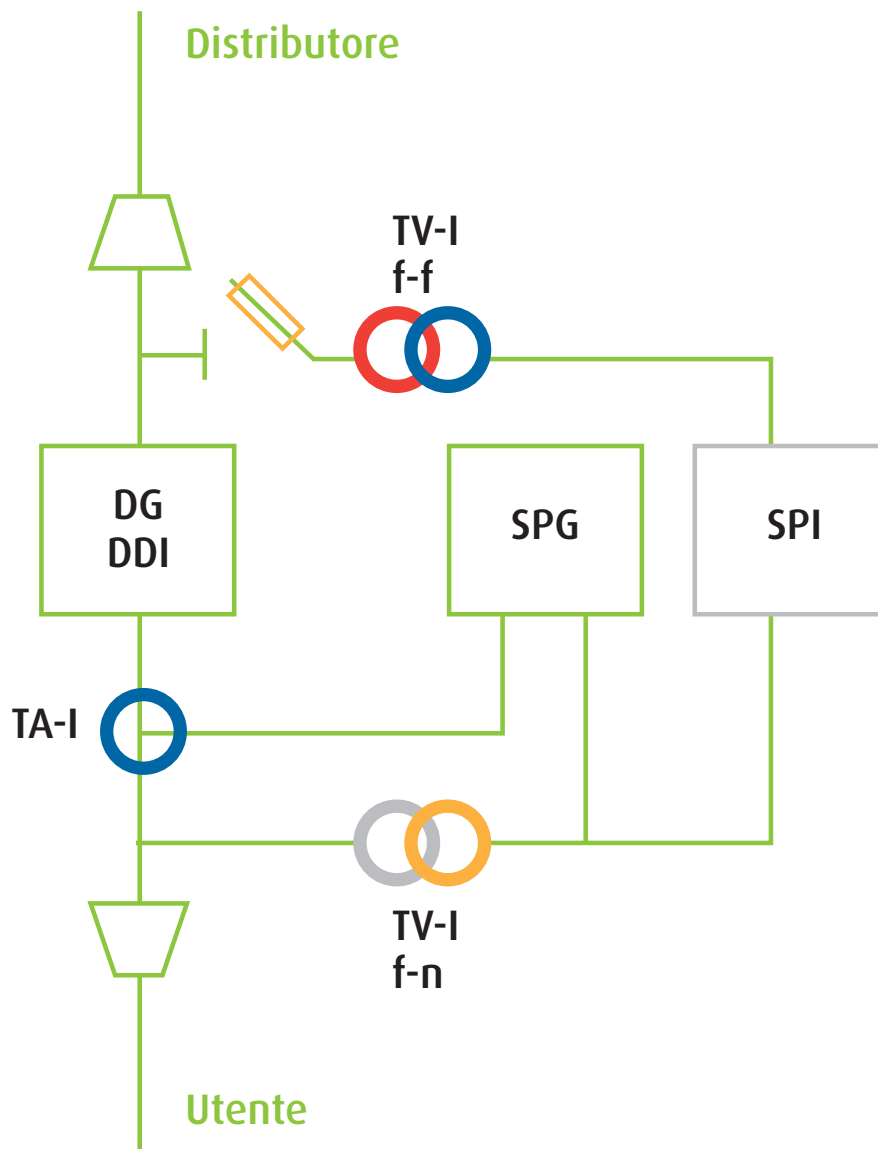 Distributore
TV-I
f-f
DG
DDI
SPG
SPI
TA-I
TV-I
f-n
Utente